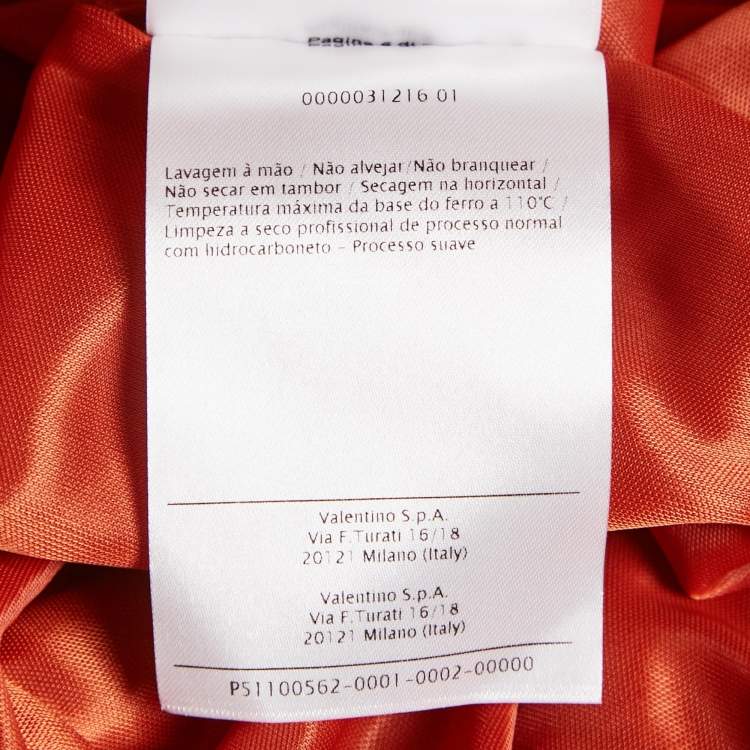 0000031216 01
Lavagem à mão / Não alvejar/Não branquear /
Não secar em tambor / Secagem na horizontal /
Temperatura máxima da base do ferro a 110°C /
Limpeza a seco profissional de processo normal
com hidrocarboneto - Processo suave
Valentino S.p.A.
Via F.Turati 16/18
20121 Milano (Italy)
Valentino S.p.A.
Via F.Turati 16/18
20121 Milano (Italy)
P51100562-0001-0002-00000